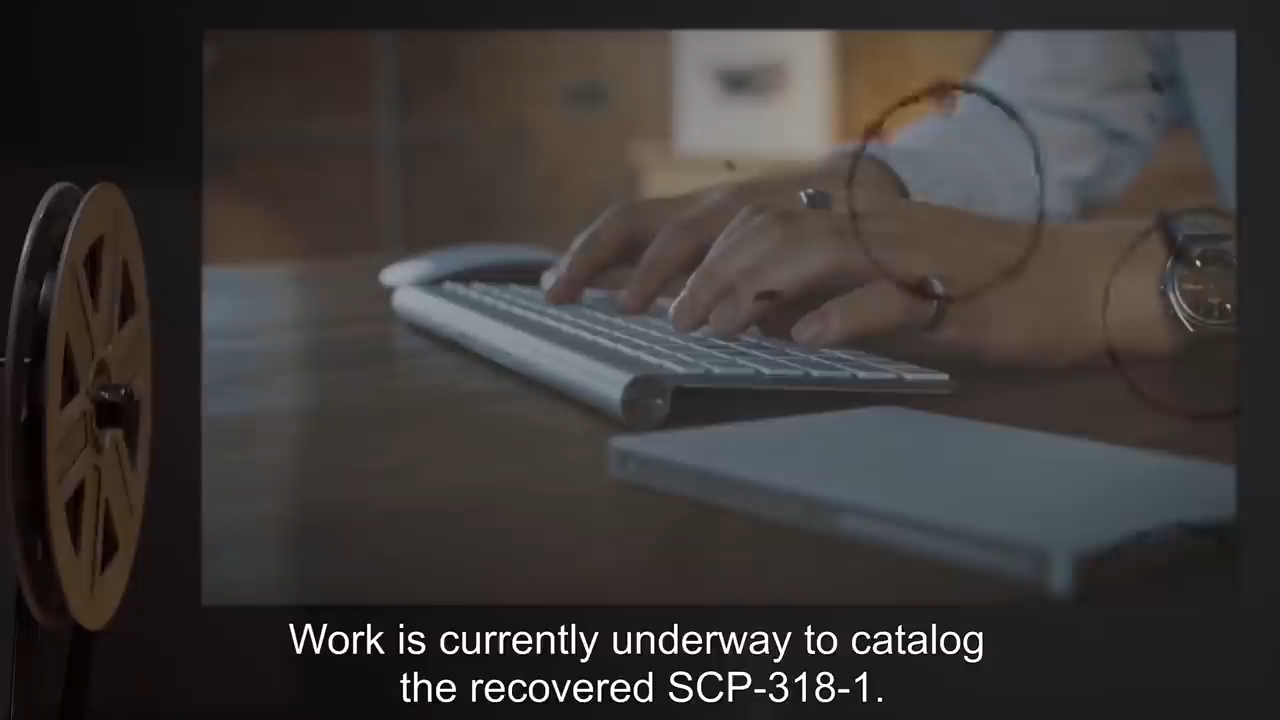 Work is currently underway to catalog
the recovered SCP-318-1.